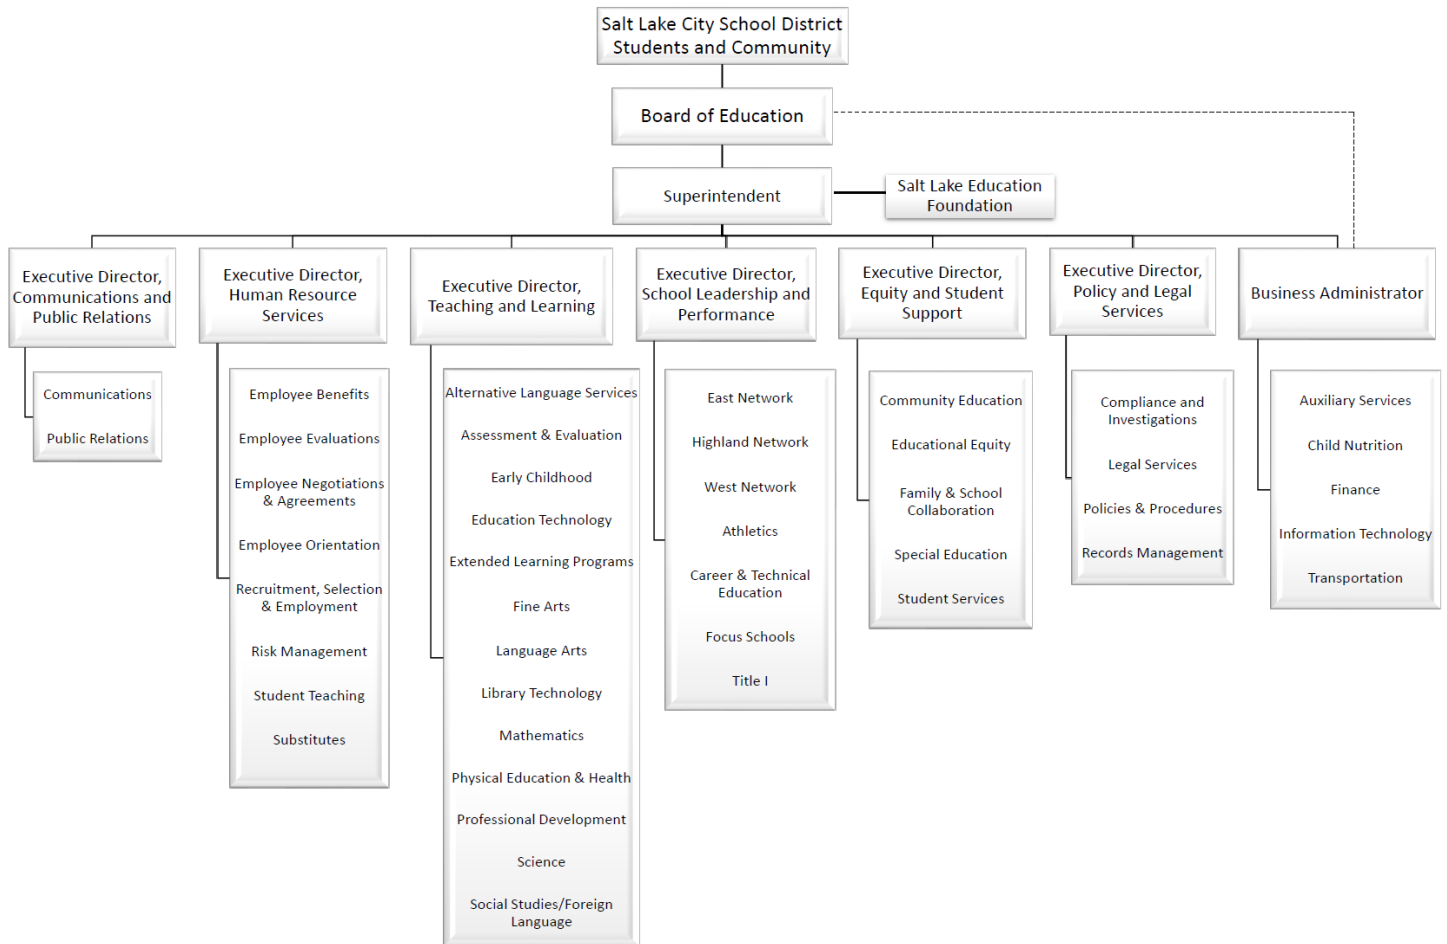 Salt Lake City School District
Students and Community
Board of Education
Superintendent
Salt Lake Education
Foundation
Executive Director,
Communications and
Public Relations
Communications
Public Relations
Executive Director,
Human Resource
Services
Employee Benefits
Employee Evaluations
Employee Negotiations
& Agreements
Employee Orientation
Recruitment, Selection
& Employment
Risk Management
Student Teaching
Substitutes
Executive Director,
Teaching and Learning
Alternative Language Services
Assessment & Evaluation
Early Childhood
Education Technology
Extended Learning Programs
Fine Arts
Language Arts
Library Technology
Mathematics
Physical Education & Health
Professional Development
Science
Social Studies/Foreign
Language
Executive Director,
School Leadership and
Performance
East Network
Highland Network
West Network
Athletics
Career & Technical
Education
Focus Schools
Title I
Executive Director,
Equity and Student
Support
Community Education
Educational Equity
Family & School
Collaboration
Special Education
Student Services
Executive Director,
Policy and Legal
Services
Compliance and
Investigations
Legal Services
Policies & Procedures
Records Management
Business Administrator
Auxiliary Services
Child Nutrition
Finance
Information Technology
Transportation